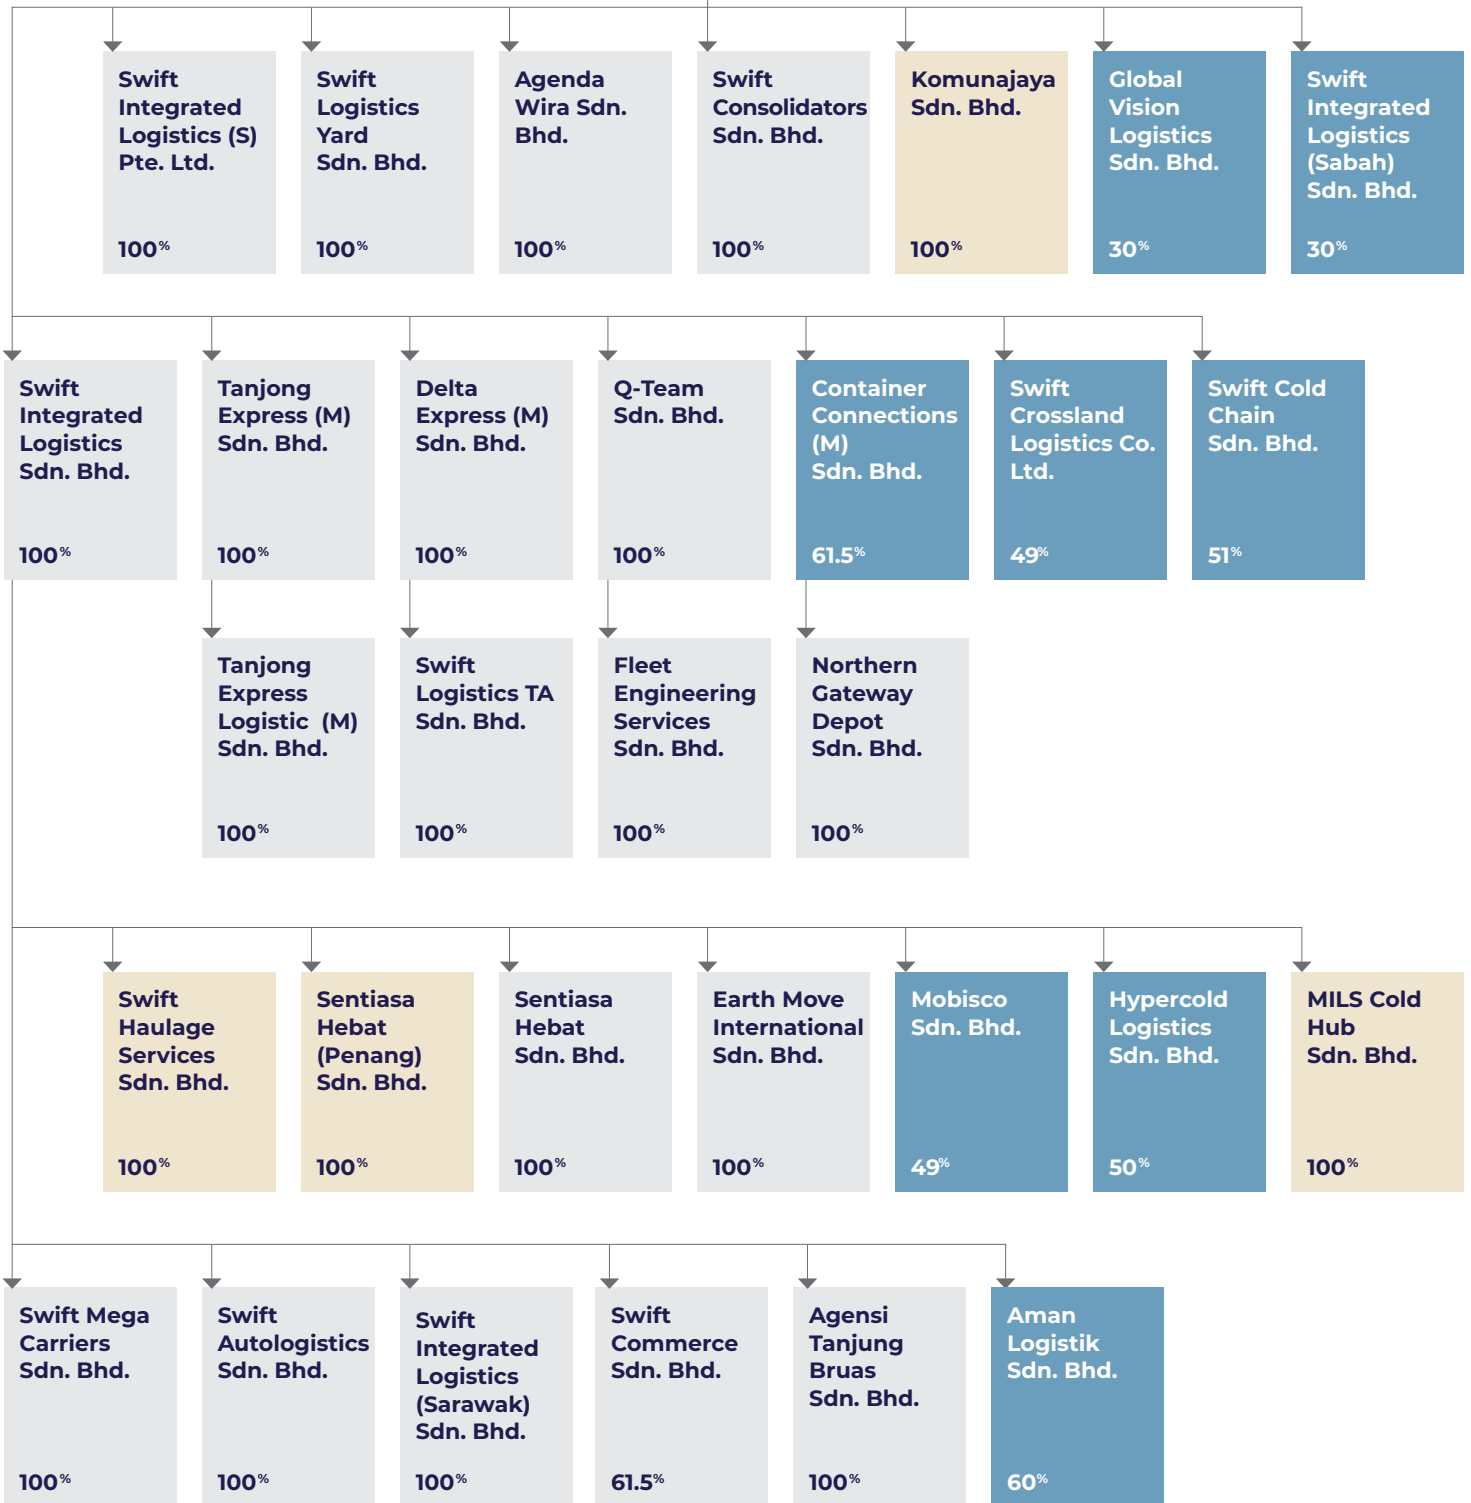 Swift
Integrated
Logistics (S)
Pte. Ltd.
100%
Swift
Logistics
Yard
Sdn. Bhd.
100%
Agenda
Wira Sdn.
Bhd.
100%
Swift
Consolidators
Sdn. Bhd.
100%
Komunajaya
Sdn. Bhd.
100%
Global
Vision
Logistics
Sdn. Bhd.
30%
Swift
Integrated
Logistics
(Sabah)
Sdn. Bhd.
30%
Swift
Integrated
Logistics
Sdn. Bhd.
100%
Tanjong
Express (M)
Sdn. Bhd.
100%
Delta
Express (M)
Sdn. Bhd.
100%
Q-Team
Sdn. Bhd.
100%
Container
Connections
(M)
Sdn. Bhd.
61.5%
Swift
Crossland
Logistics Co.
Ltd.
49%
Swift Cold
Chain
Sdn. Bhd.
51%
Tanjong
Express
Logistic (M)
Sdn. Bhd.
100%
Swift
Logistics TA
Sdn. Bhd.
100%
Fleet
Engineering
Services
Sdn. Bhd.
100%
Northern
Gateway
Depot
Sdn. Bhd.
100%
Swift
Haulage
Services
Sdn. Bhd.
100%
Sentiasa
Hebat
(Penang)
Sdn. Bhd.
100%
Sentiasa
Hebat
Sdn. Bhd.
100%
Earth Move
International
Sdn. Bhd.
100%
Mobisco
Sdn. Bhd.
49%
Hypercold
Logistics
Sdn. Bhd.
50%
MILS Cold
Hub
Sdn. Bhd.
100%
Swift Mega
Carriers
Sdn. Bhd.
100%
Swift
Autologistics
Sdn. Bhd.
100%
Swift
Integrated
Logistics
(Sarawak)
Sdn. Bhd.
100%
Swift
Commerce
Sdn. Bhd.
61.5%
Agensi
Tanjung
Bruas
Sdn. Bhd.
100%
Aman
Logistik
Sdn. Bhd.
60%